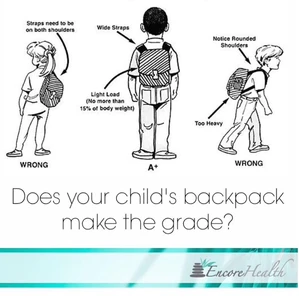 Straps need to be
on both shoulders
Wide Straps
Notice Rounded
Shoulders
Light Load
(No more than
15% of body weight)
Too Heavy
WRONG
A+
WRONG
Does your child's backpack
make the grade?
EncoreHealth